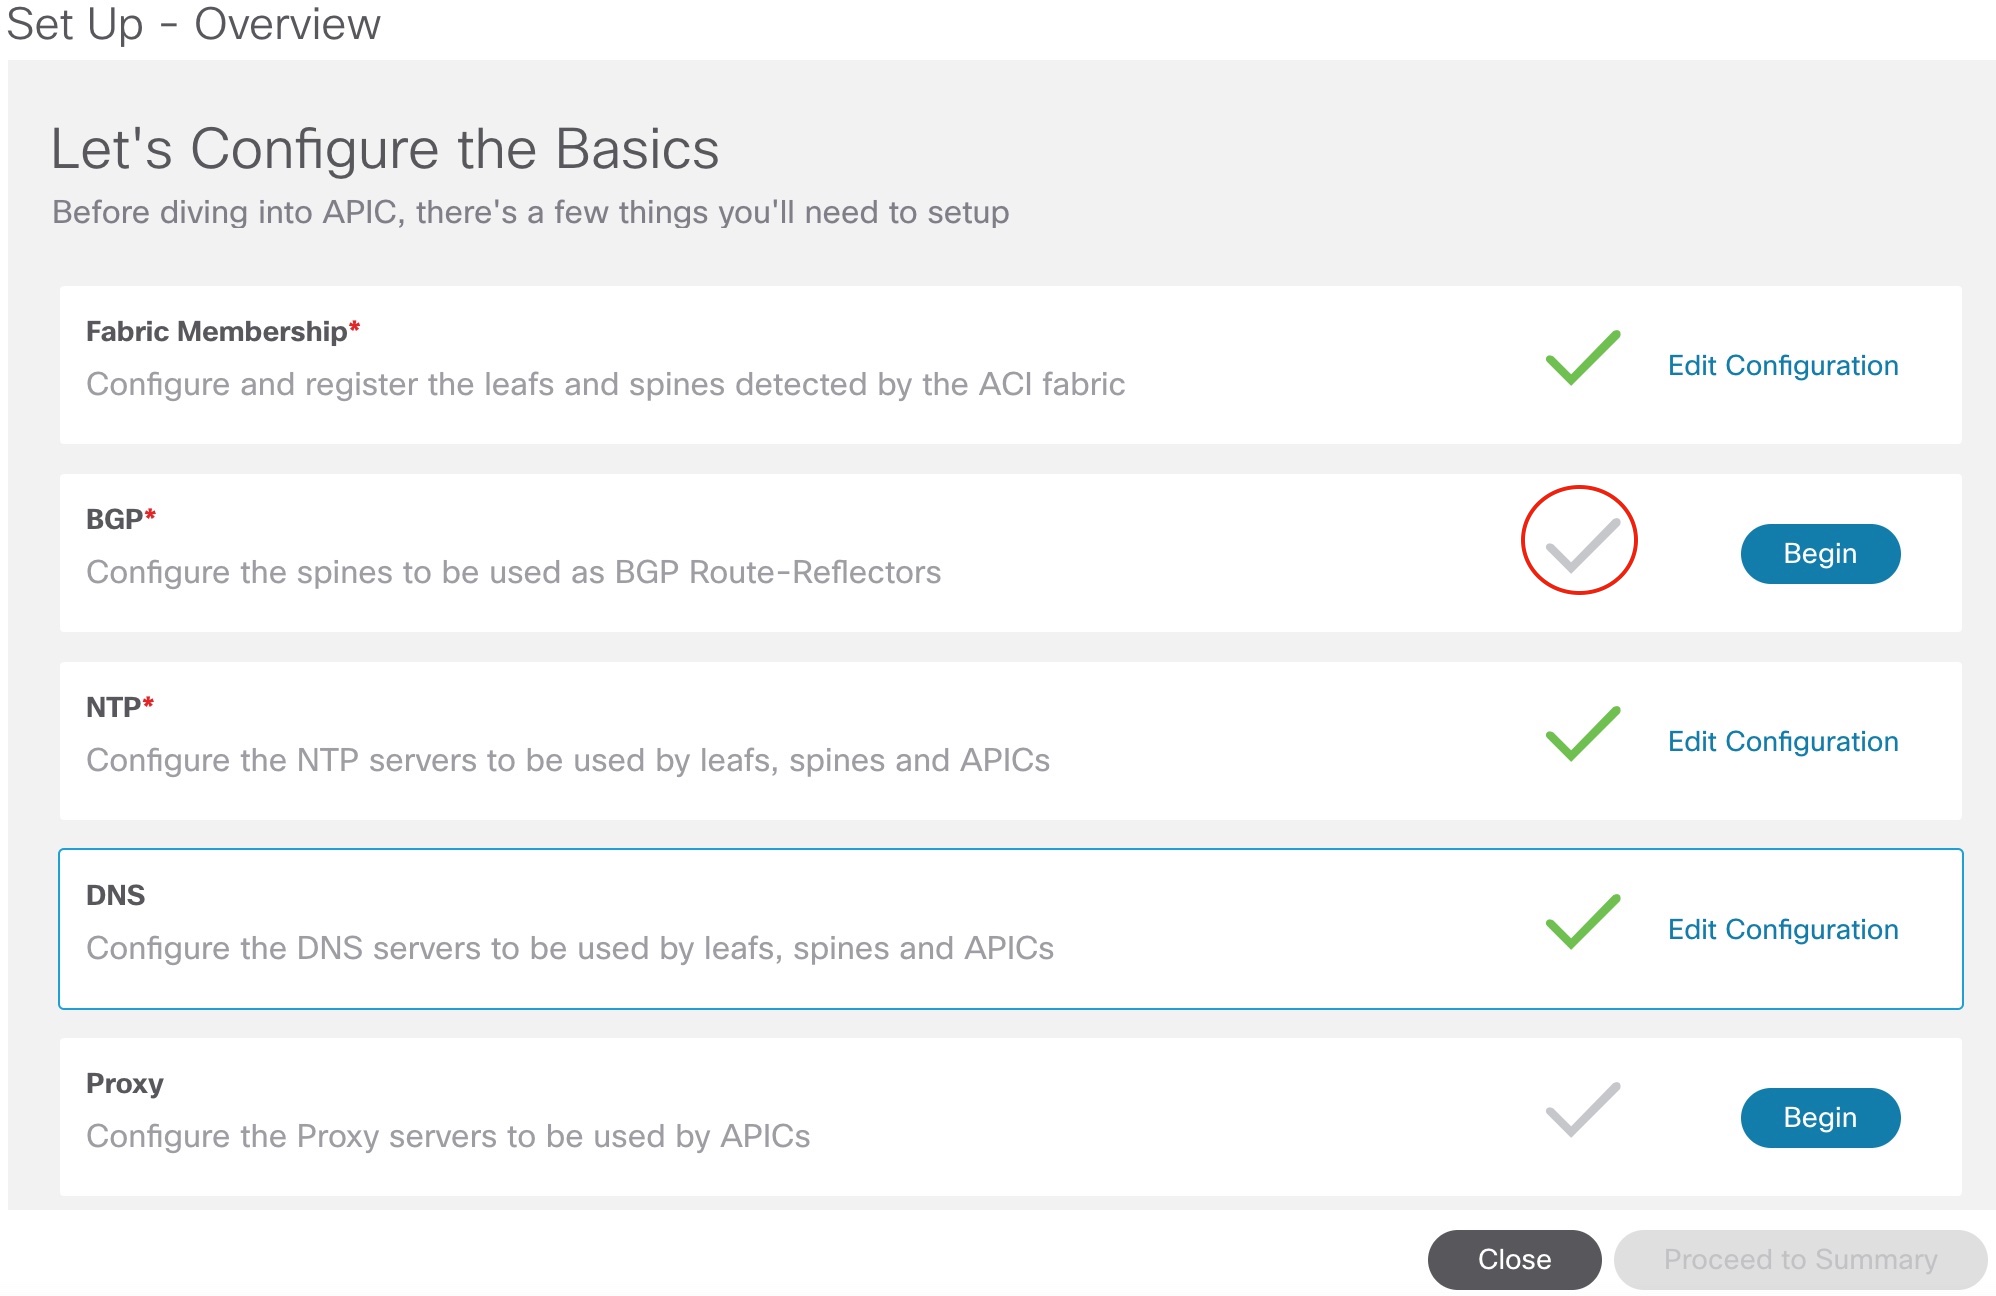 Set Up - Overview
Let's Configure the Basics
Before diving into APIC, there's a few things you'll need to setup
Fabric Membership*
Configure and register the leafs and spines detected by the ACI fabric
Edit Configuration
BGP*
Configure the spines to be used as BGP Route-Reflectors
Begin
NTP*
Configure the NTP servers to be used by leafs, spines and APICs
Edit Configuration
DNS
Configure the DNS servers to be used by leafs, spines and APICs
Edit Configuration
Proxy
Configure the Proxy servers to be used by APICs
Begin
Close
Proceed to Summary